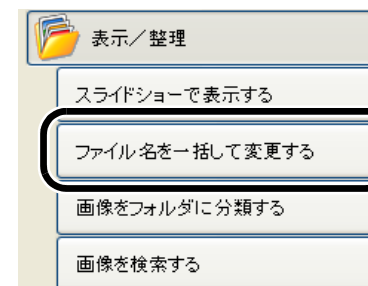 表示／整理
スライドショーで表示する
ファイル名を一括して変更する
画像をフォルダに分類する
画像を検索する